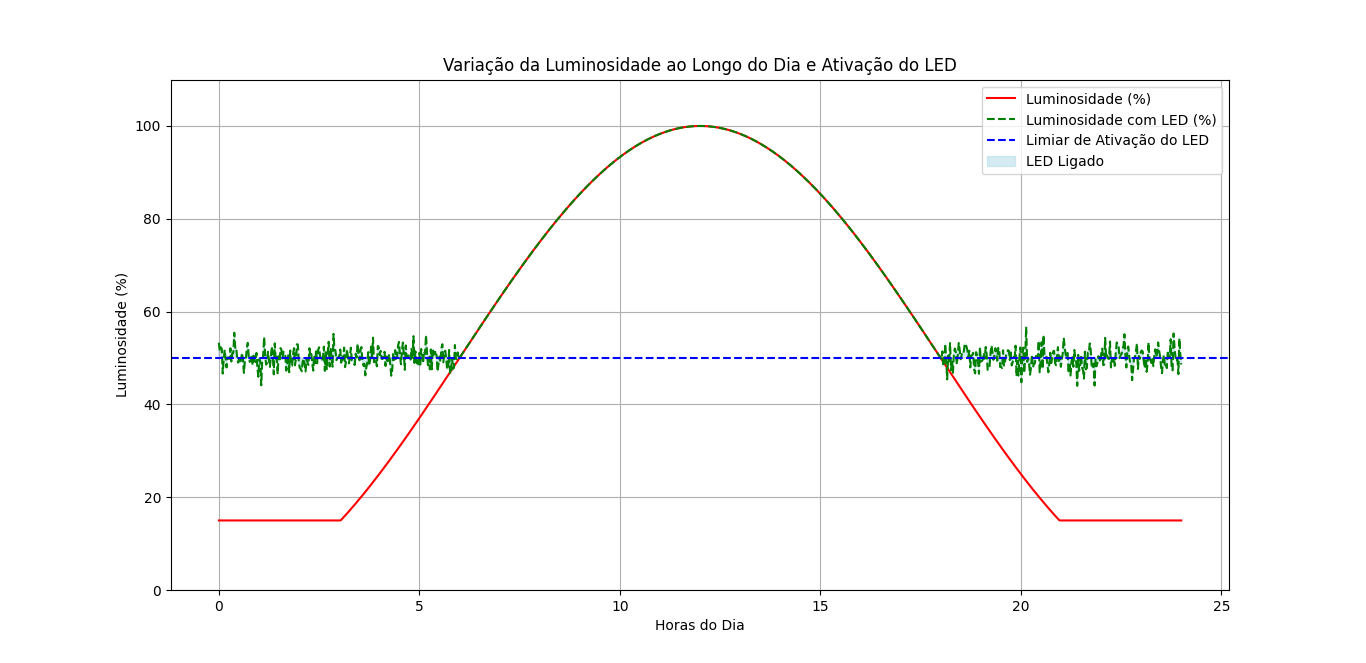 Variação da Luminosidade ao Longo do Dia e Ativação do LED
Luminosidade (%)
Luminosidade com LED (%)
Limiar de Ativação do LED
LED Ligado
Luminosidade (%)
100
80
60
40
20
0
0 5 10 15 20 25
Horas do Dia